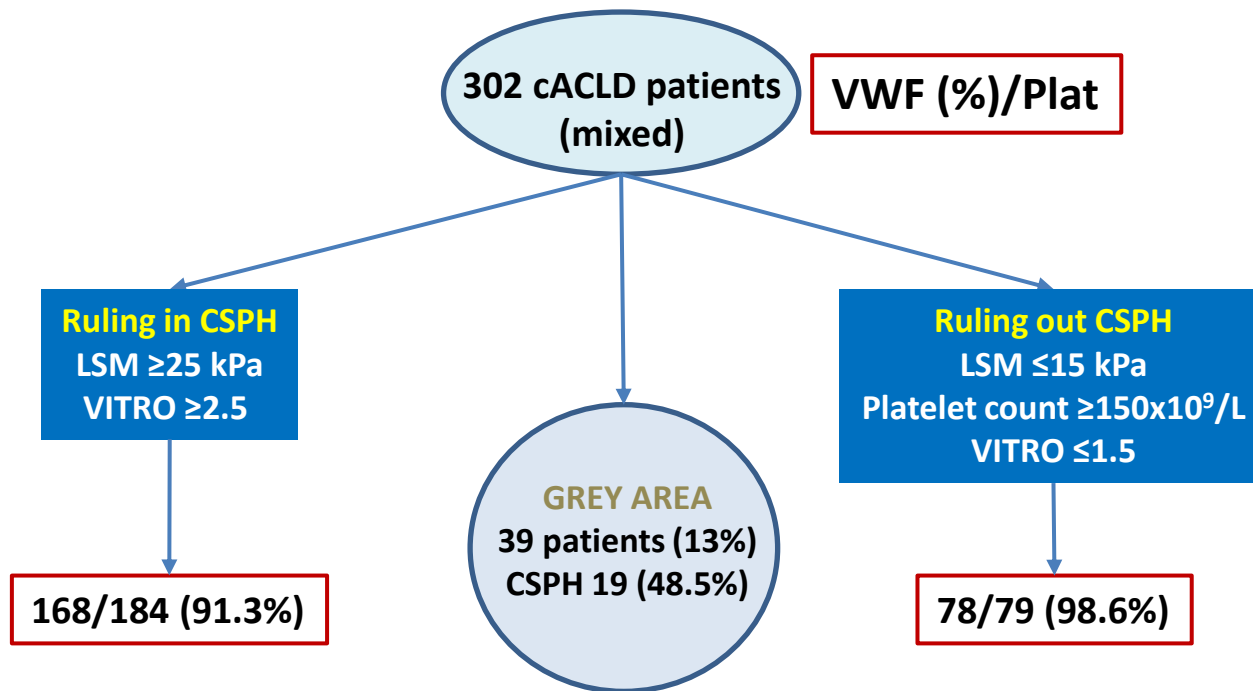 302 cACLD patients
(mixed)
VWF (%)/Plat
Ruling in CSPH
LSM ≥25 kPa
VITRO ≥2.5
168/184 (91.3%)
GREY AREA
39 patients (13%)
CSPH 19 (48.5%)
Ruling out CSPH
LSM ≤15 kPa
Platelet count ≥150x10⁹/L
VITRO ≤1.5
78/79 (98.6%)